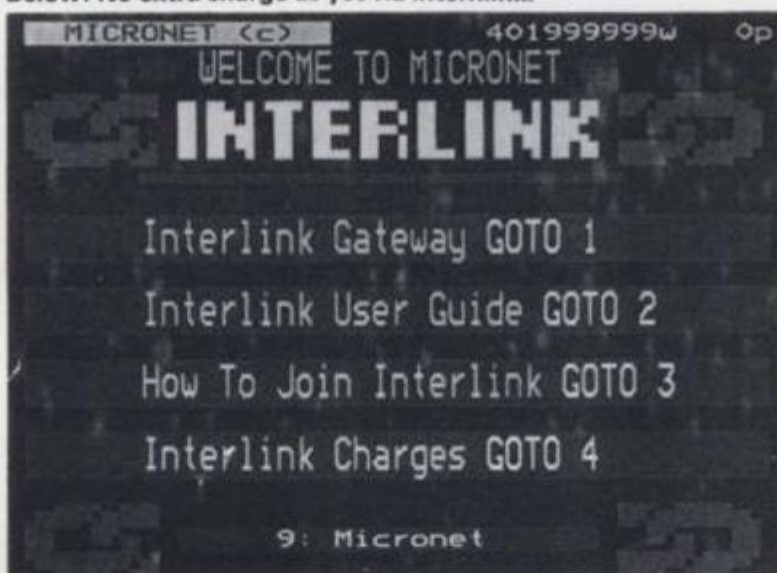 MICRONET (c) 401999999w 0p
WELCOME TO MICRONET
INTERLINK
Interlink Gateway GOTO 1
Interlink User Guide GOTO 2
How To Join Interlink GOTO 3
Interlink Charges GOTO 4
9: Micronet